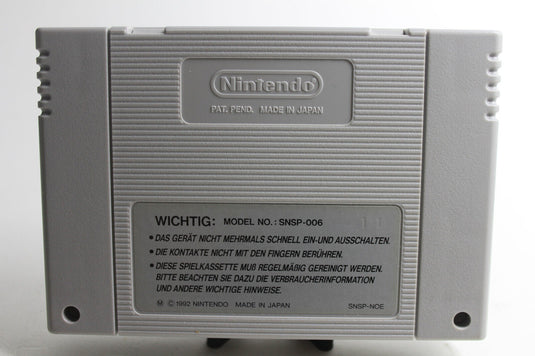 Nintendo
PAT. PEND. MADE IN JAPAN
WICHTIG: MODEL NO.: SNSP-006
• DAS GERÄT NICHT MEHRMALS SCHNELL EIN-UND AUSSCHALTEN.
• DIE KONTAKTE NICHT MIT DEN FINGERN BERÜHREN.
• DIESE SPIELKASSETTE MUß REGELMÄßIG GEREINIGT WERDEN.
BITTE BEACHTEN SIE DAZU DIE VERBRAUCHERINFORMATION
UND ANDERE WICHTIGE HINWEISE.
Ⓜ © 1992 NINTENDO MADE IN JAPAN SNSP-NOE